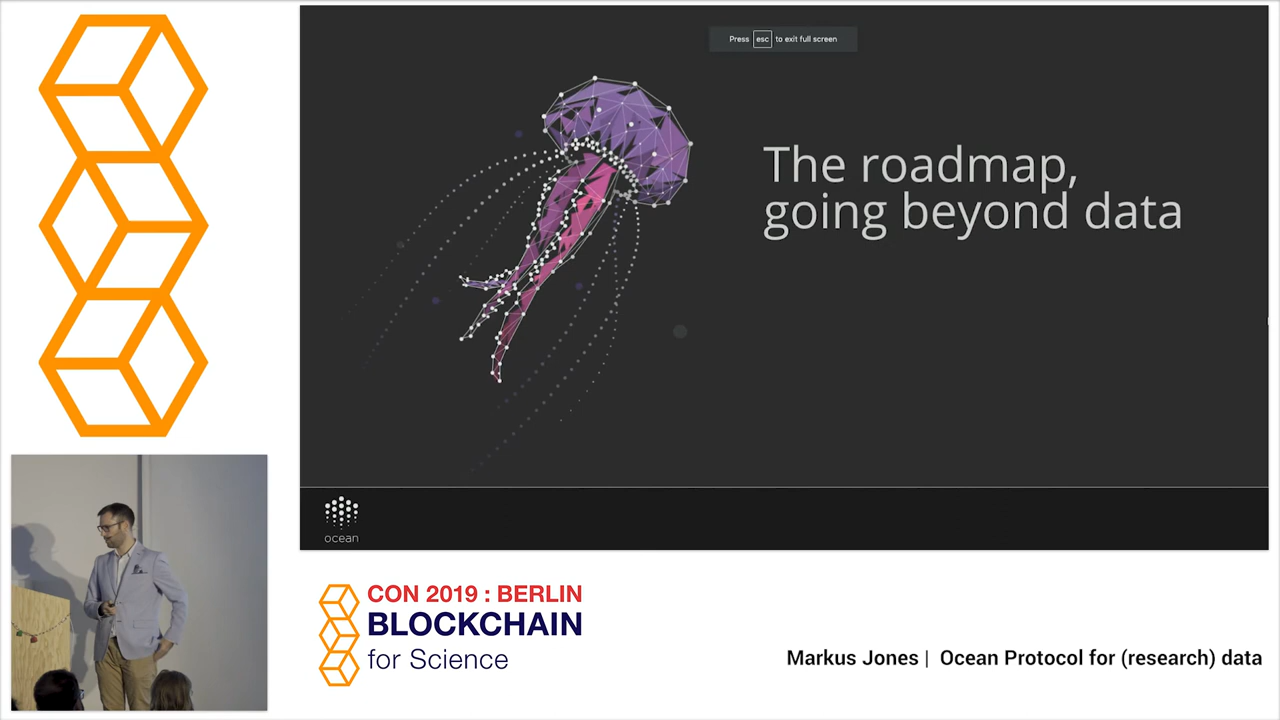 Press esc to exit full screen
The roadmap,
going beyond data
ocean
CON 2019 : BERLIN
BLOCKCHAIN
for Science
Markus Jones | Ocean Protocol for (research) data